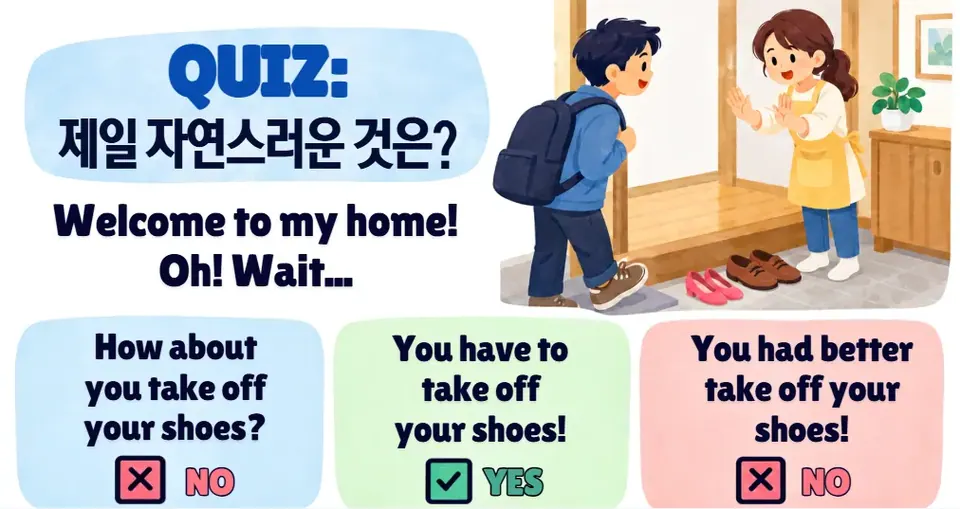 QUIZ:
제일 자연스러운 것은?
Welcome to my home!
Oh! Wait...
How about
you take off
your shoes?
NO
You have to
take off
your shoes!
YES
You had better
take off your
shoes!
NO